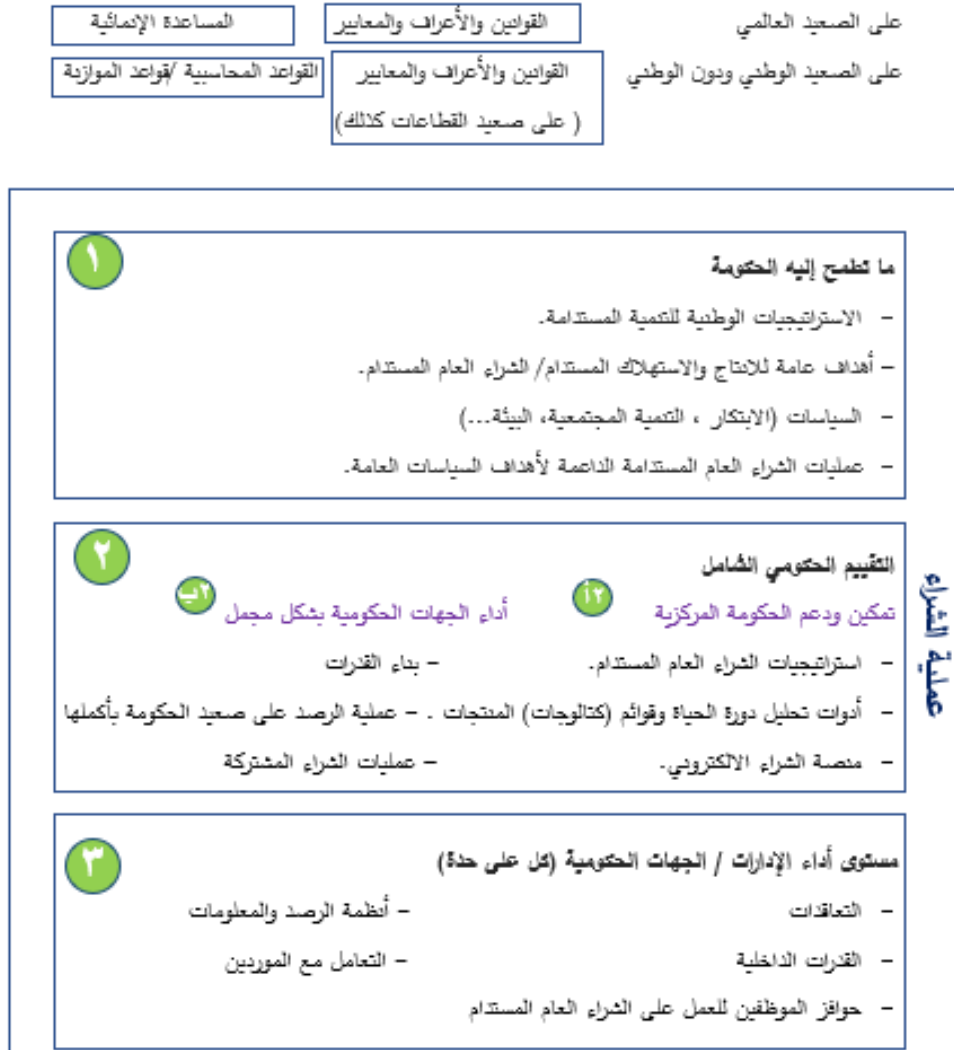 على الصعيد العالمي القوانين والأعراف والمعايير المساعدة الإنمائية
على الصعيد الوطني ودون الوطني القوانين والأعراف والمعايير القواعد المحاسبية /قواعد الموازنة
( على صعيد القطاعات كذلك)
١
ما تطمح إليه الحكومة
- الاستراتيجيات الوطنية للتنمية المستدامة.
- أهداف عامة للانتاج والاستهلاك المستدام/ الشراء العام المستدام.
- السياسات (الابتكار ، التنمية المجتمعية، البيئة...)
- عمليات الشراء العام المستدامة الداعمة لأهداف السياسات العامة.
٢
التقييم الحكومي الشامل
تمكين ودعم الحكومة المركزية ٢أ أداء الجهات الحكومية بشكل مجمل ٢ب
- استراتيجيات الشراء العام المستدام. - بناء القدرات
- أدوات تحليل دورة الحياة وقوائم (كتالوجات) المنتجات . - عملية الرصد على صعيد الحكومة بأكملها
- منصة الشراء الالكتروني. - عمليات الشراء المشتركة
عملية الشراء
٣
مستوى أداء الإدارات / الجهات الحكومية (كل على حدة)
- التعاقدات - أنظمة الرصد والمعلومات
- القدرات الداخلية - التعامل مع الموردين
- حوافز الموظفين للعمل على الشراء العام المستدام